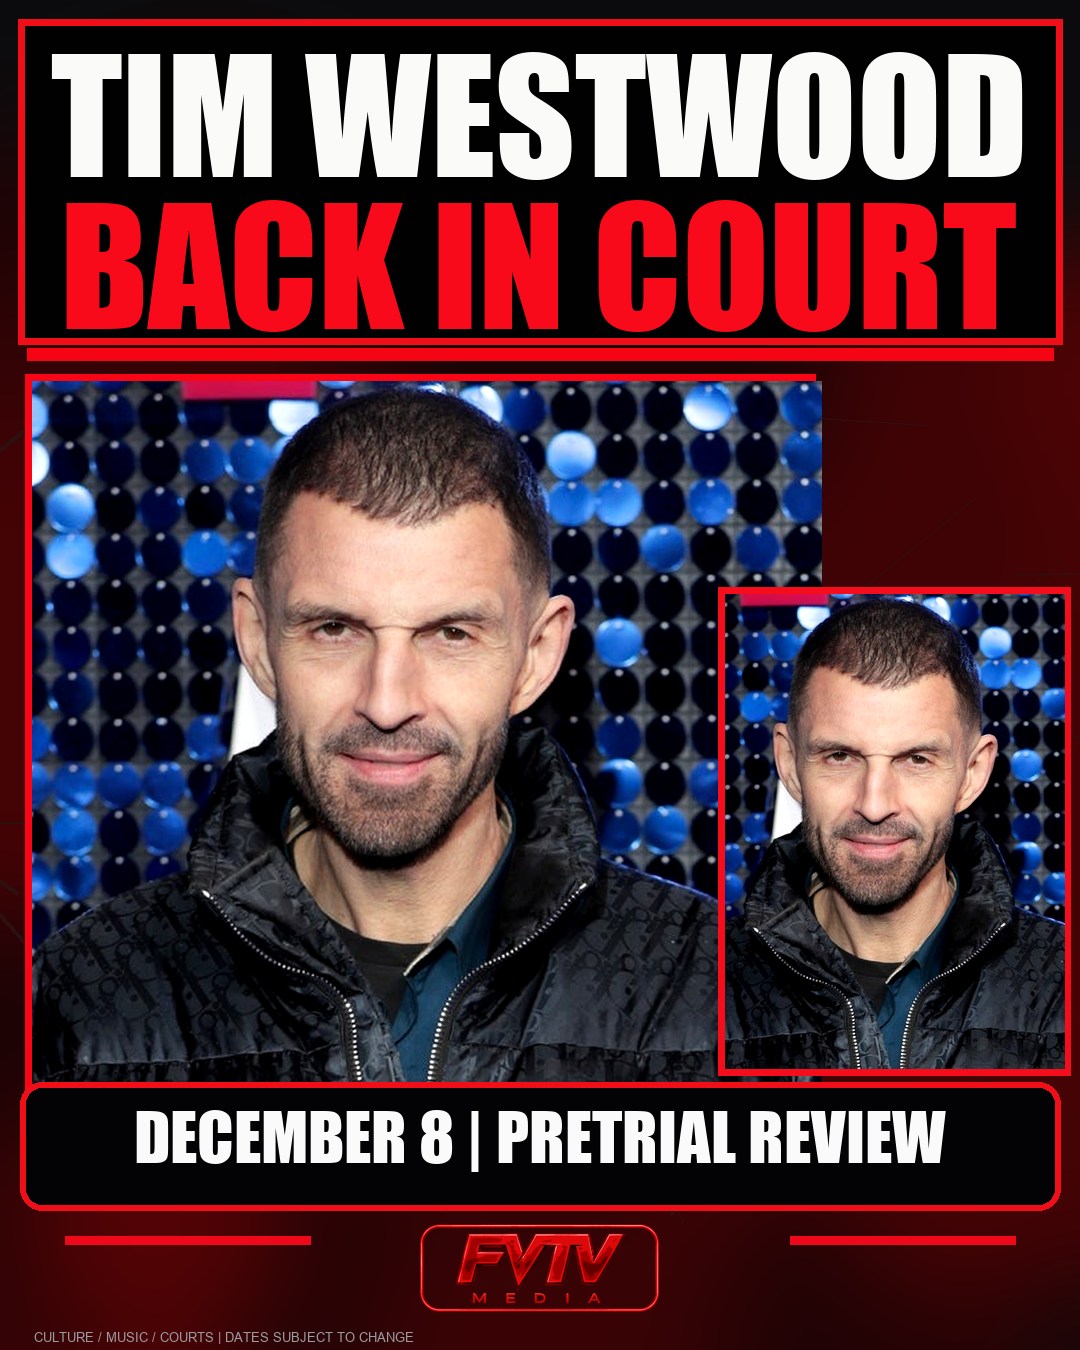 TIM WESTWOOD
BACK IN COURT
DECEMBER 8 | PRETRIAL REVIEW
FVTV
MEDIA
CULTURE / MUSIC / COURTS | DATES SUBJECT TO CHANGE